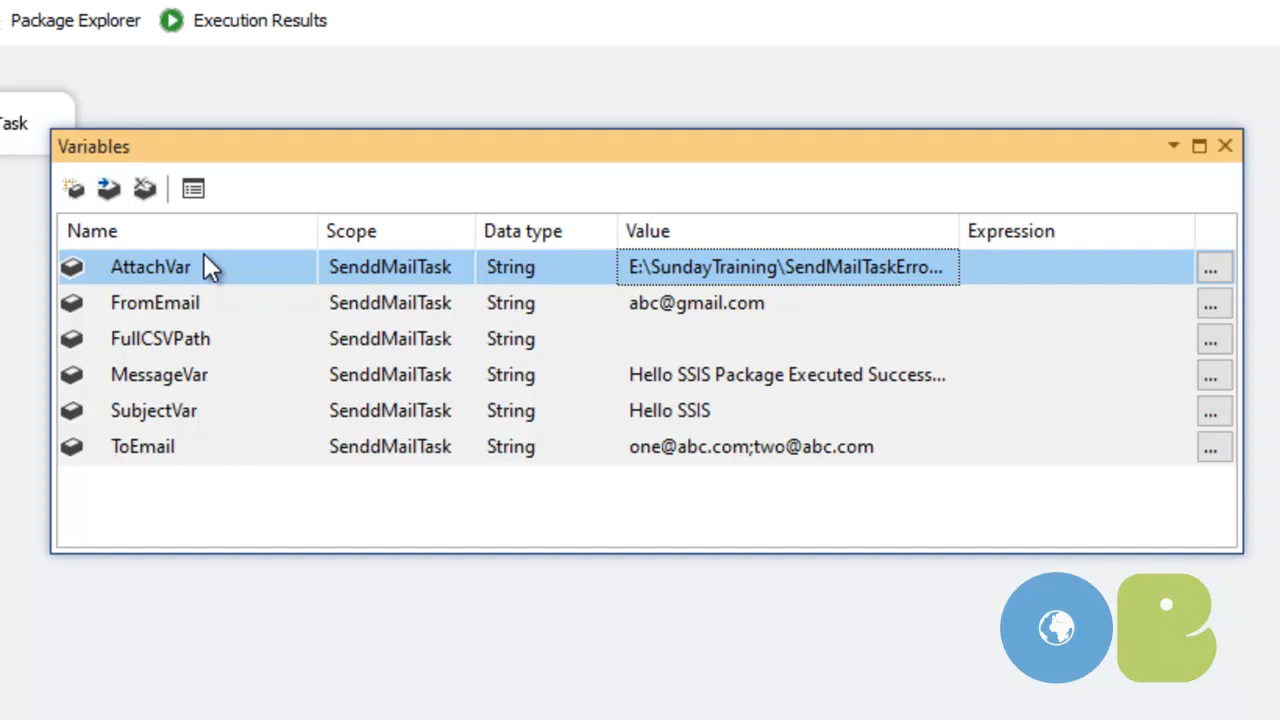 Package Explorer Execution Results
Task
Variables
Name Scope Data type Value Expression
AttachVar SenddMailTask String E:\SundayTraining\SendMailTaskErro... ...
FromEmail SenddMailTask String abc@gmail.com ...
FullCSVPath SenddMailTask String ...
MessageVar SenddMailTask String Hello SSIS Package Executed Success... ...
SubjectVar SenddMailTask String Hello SSIS ...
ToEmail SenddMailTask String one@abc.com;two@abc.com ...